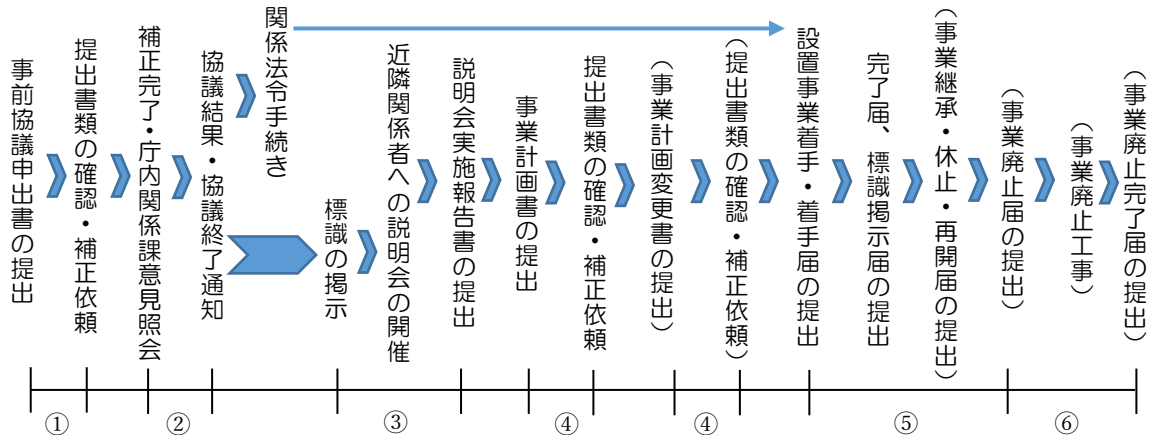 事前協議申出書の提出
提出書類の確認・補正依頼
補正完了・庁内関係課意見照会
協議結果・協議終了通知
関係法令手続き
標識の掲示
近隣関係者への説明会の開催
説明会実施報告書の提出
事業計画書の提出
提出書類の確認・補正依頼
（事業計画変更書の提出）
（提出書類の確認・補正依頼）
設置事業着手・着手届の提出
完了届、標識掲示届の提出
（事業継承・休止・再開届の提出）
（事業廃止届の提出）
（事業廃止工事）
（事業廃止完了届の提出）
①
②
③
④
④
⑤
⑥